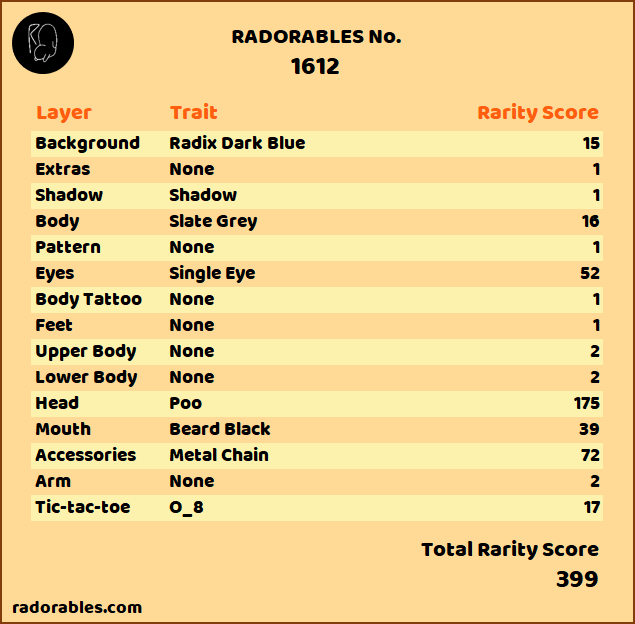 RADORABLES No.
1612
Layer Trait Rarity Score
Background Radix Dark Blue 15
Extras None 1
Shadow Shadow 1
Body Slate Grey 16
Pattern None 1
Eyes Single Eye 52
Body Tattoo None 1
Feet None 1
Upper Body None 2
Lower Body None 2
Head Poo 175
Mouth Beard Black 39
Accessories Metal Chain 72
Arm None 2
Tic-tac-toe O_8 17
Total Rarity Score
399
radorables.com